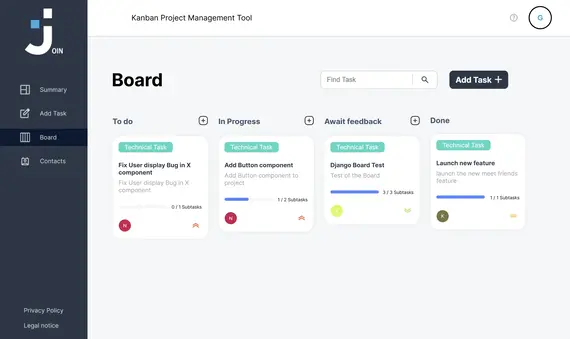 Join
Kanban Project Management Tool
G
Summary
Add Task
Board
Contacts
Privacy Policy
Legal notice
Board
Find Task
Add Task +
To do
Technical Task
Fix User display Bug in X
component
Fix User display Bug in X
component
0 / 1 Subtasks
N
In Progress
Technical Task
Add Button component
Add Button component to
project
1 / 2 Subtasks
N
Await feedback
Technical Task
Django Board Test
Test of the Board
3 / 3 Subtasks
Done
Technical Task
Launch new feature
launch the new meet friends
feature
1 / 1 Subtasks